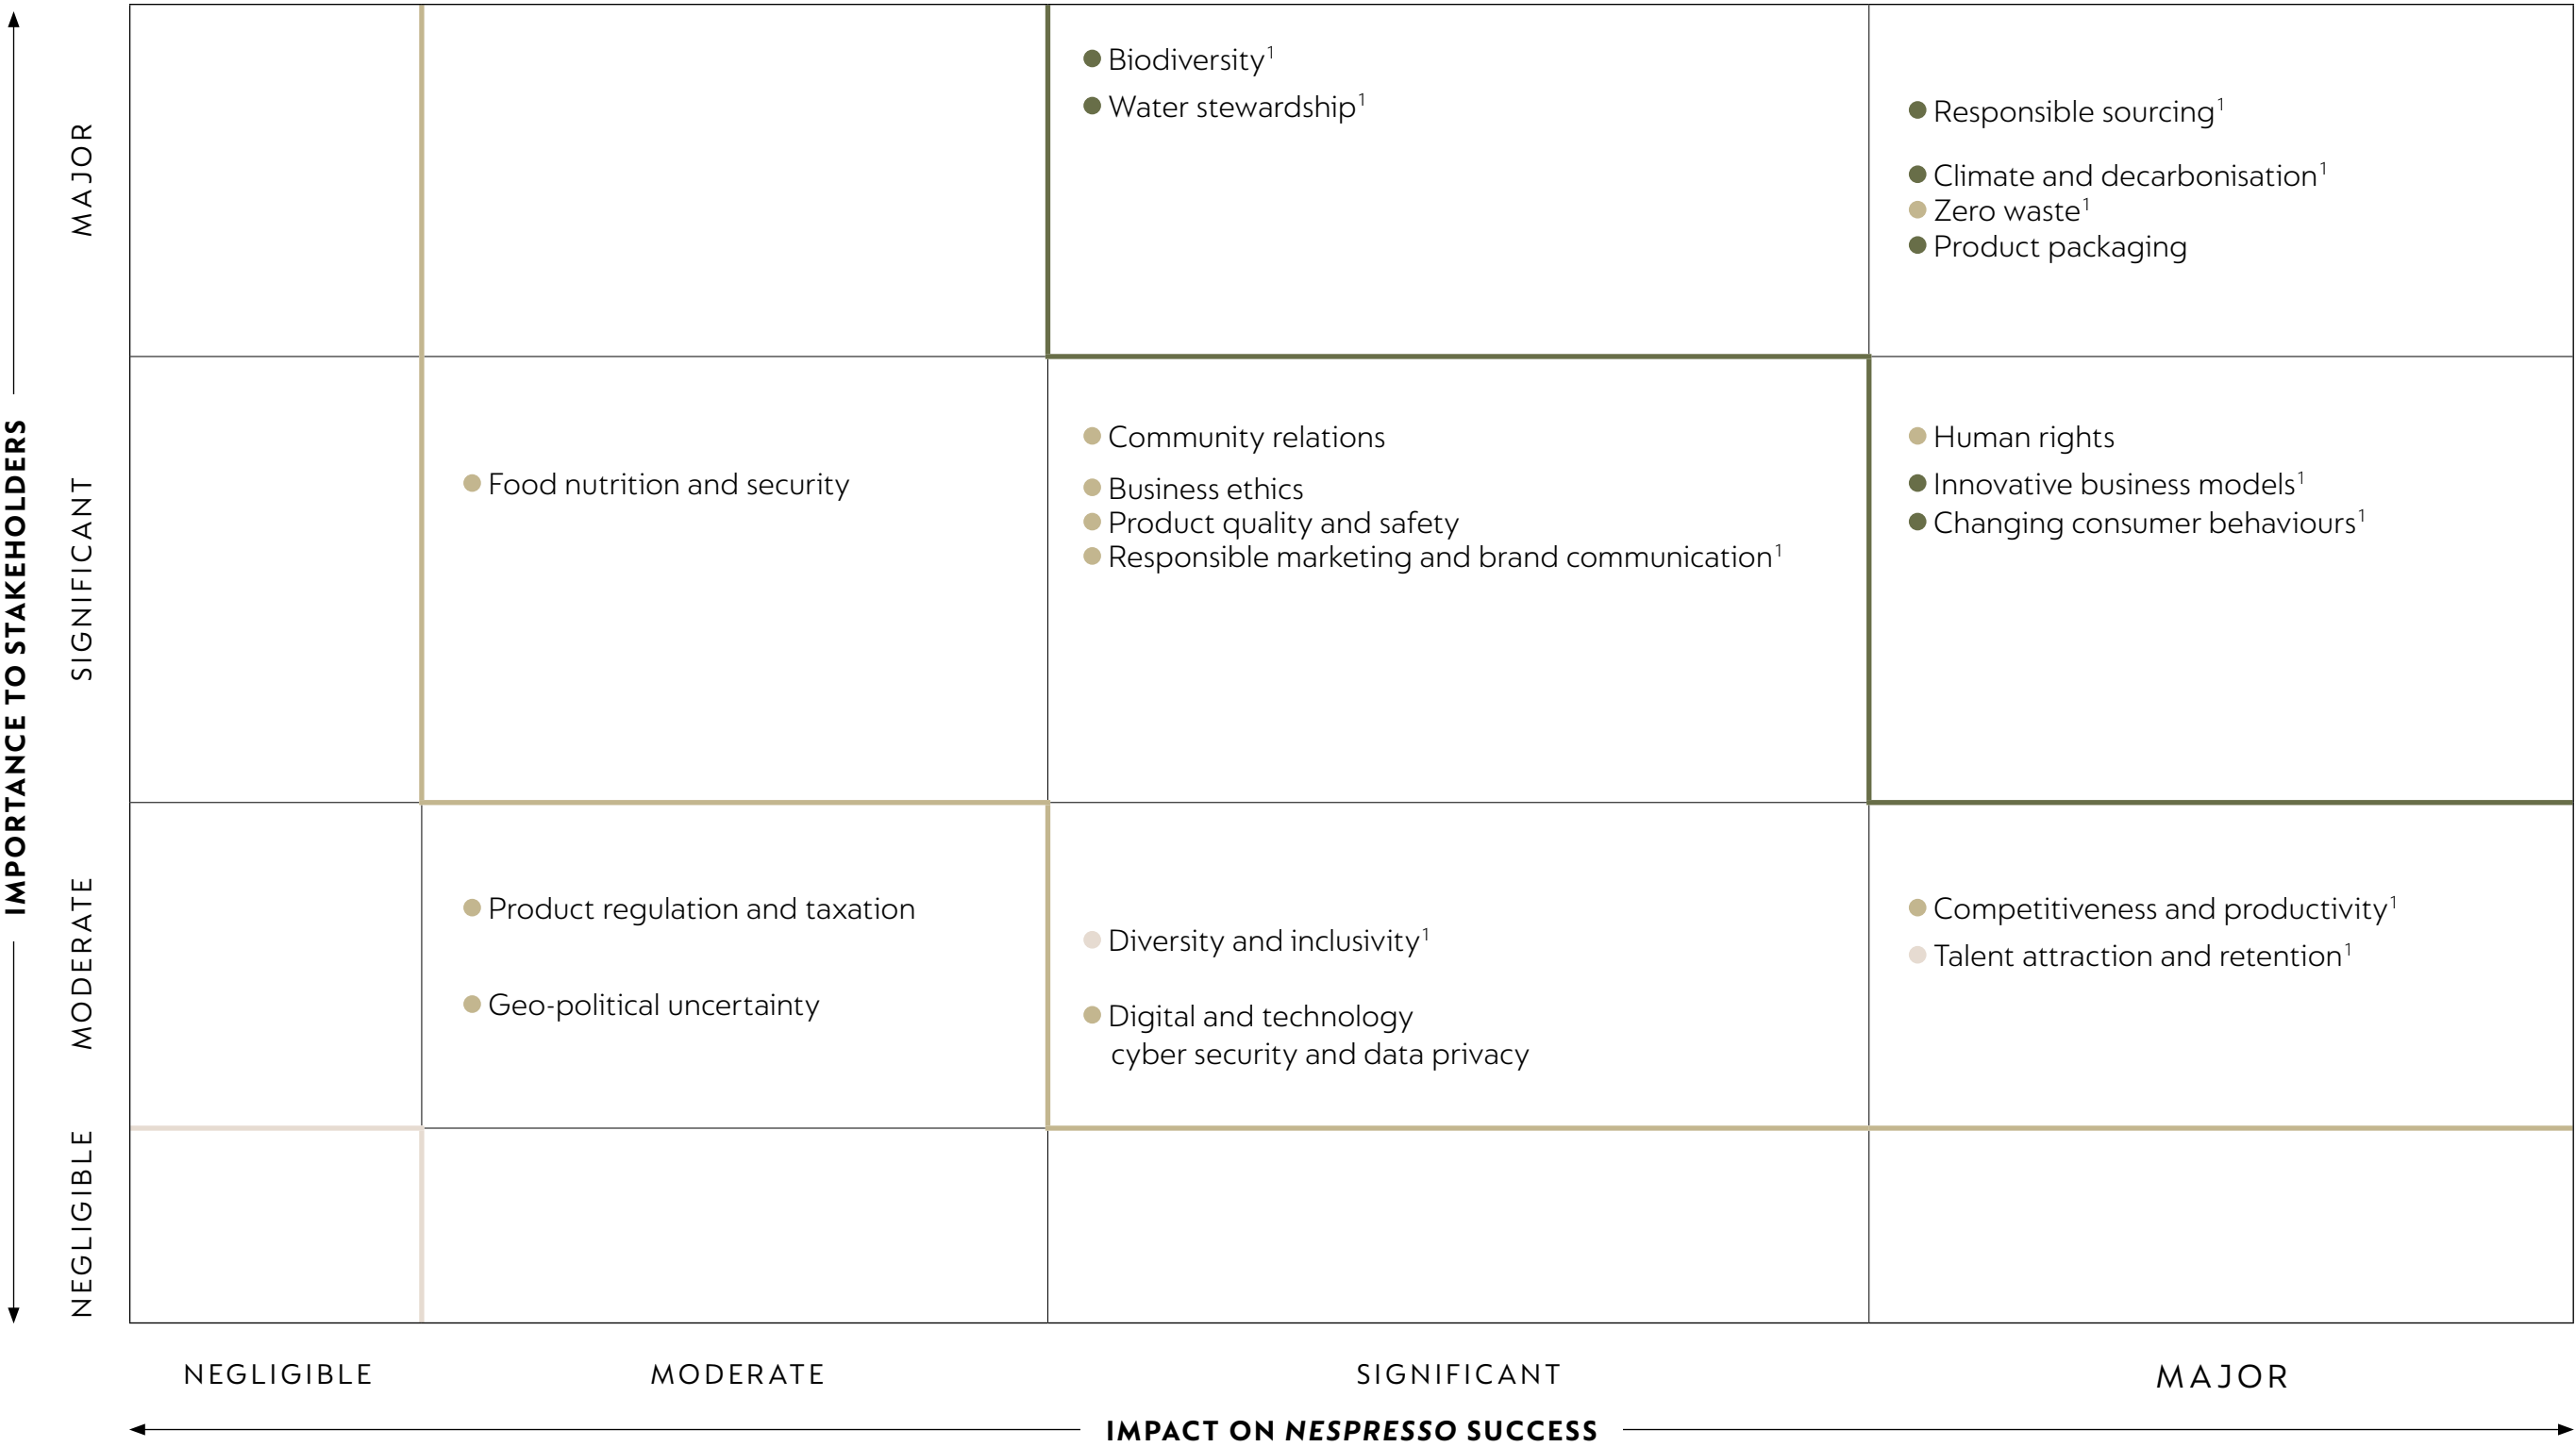 IMPORTANCE TO STAKEHOLDERS
MAJOR
Biodiversity¹
Water stewardship¹
Responsible sourcing¹
Climate and decarbonisation¹
Zero waste¹
Product packaging
SIGNIFICANT
Food nutrition and security
Community relations
Business ethics
Product quality and safety
Responsible marketing and brand communication¹
Human rights
Innovative business models¹
Changing consumer behaviours¹
MODERATE
Product regulation and taxation
Geo-political uncertainty
Diversity and inclusivity¹
Digital and technology
cyber security and data privacy
Competitiveness and productivity¹
Talent attraction and retention¹
NEGLIGIBLE
NEGLIGIBLE
MODERATE
SIGNIFICANT
MAJOR
IMPACT ON NESPRESSO SUCCESS